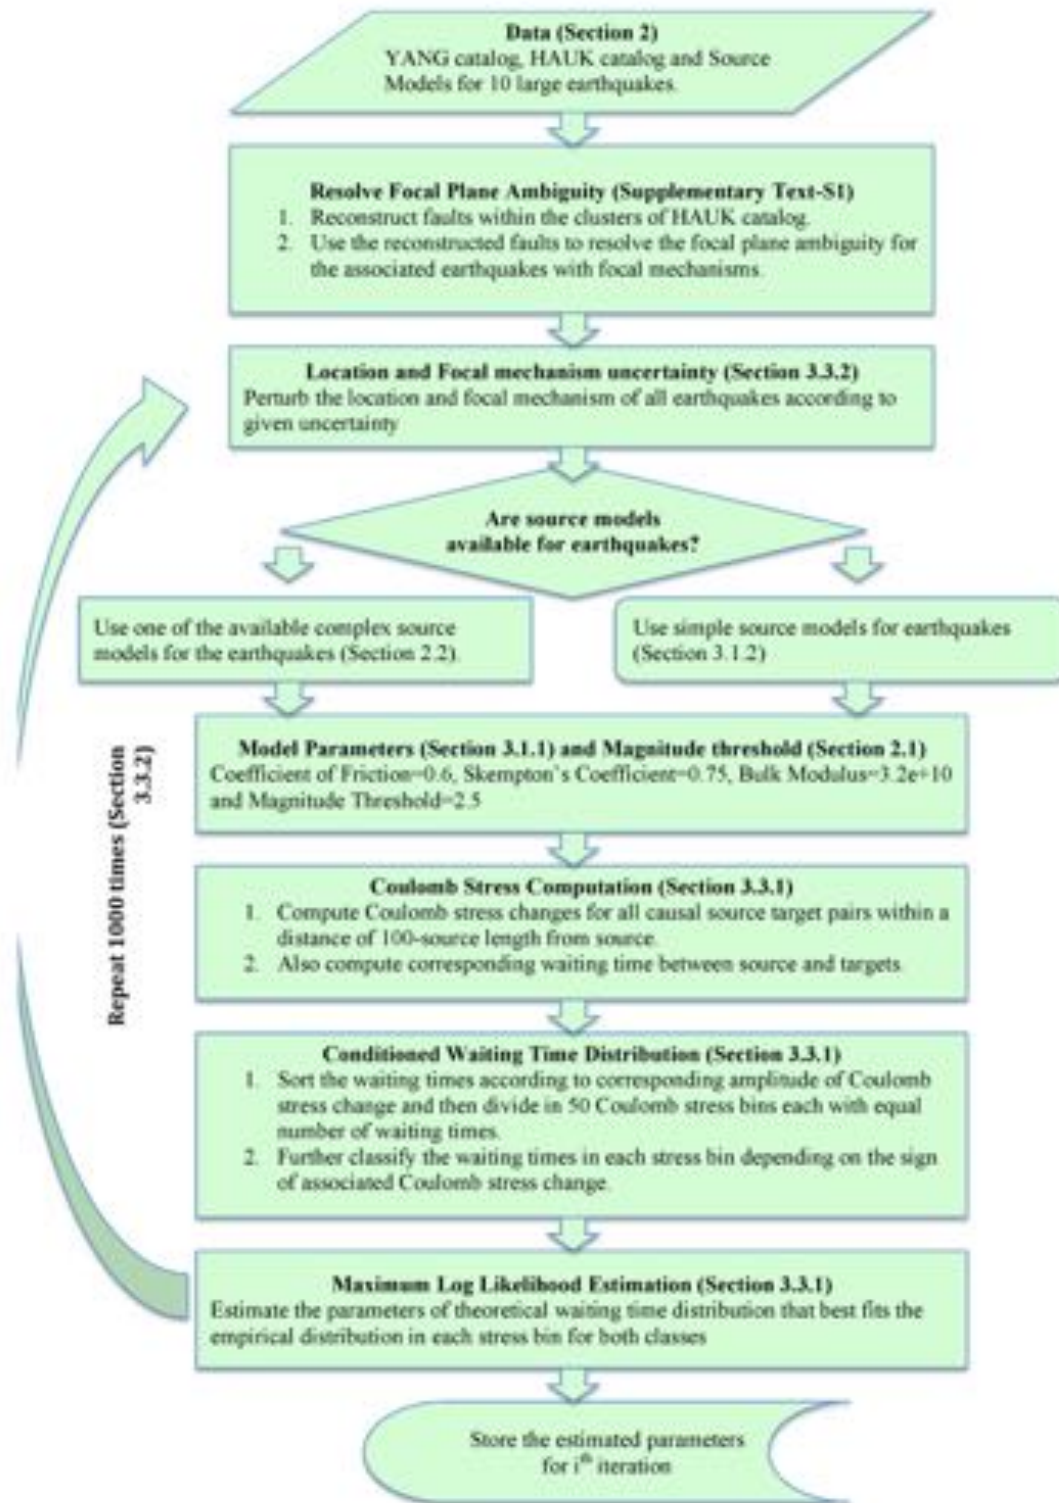 Data (Section 2)
YANG catalog, HAUK catalog and Source
Models for 10 large earthquakes.
Resolve Focal Plane Ambiguity (Supplementary Text-S1)
1. Reconstruct faults within the clusters of HAUK catalog.
2. Use the reconstructed faults to resolve the focal plane ambiguity for
the associated earthquakes with focal mechanisms.
Location and Focal mechanism uncertainty (Section 3.3.2)
Perturb the location and focal mechanism of all earthquakes according to
given uncertainty
Are source models
available for earthquakes?
Use one of the available complex source
models for the earthquakes (Section 2.2).
Use simple source models for earthquakes
(Section 3.1.2)
Model Parameters (Section 3.1.1) and Magnitude threshold (Section 2.1)
Coefficient of Friction=0.6, Skempton`s Coefficient=0.75, Bulk Modulus=3.2e+10
and Magnitude Threshold=2.5
Repeat 1000 times (Section
3.3.2)
Coulomb Stress Computation (Section 3.3.1)
1. Compute Coulomb stress changes for all causal source target pairs within a
distance of 100-source length from source.
2. Also compute corresponding waiting time between source and targets.
Conditioned Waiting Time Distribution (Section 3.3.1)
1. Sort the waiting times according to corresponding amplitude of Coulomb
stress change and then divide in 50 Coulomb stress bins each with equal
number of waiting times.
2. Further classify the waiting times in each stress bin depending on the sign
of associated Coulomb stress change.
Maximum Log Likelihood Estimation (Section 3.3.1)
Estimate the parameters of theoretical waiting time distribution that best fits the
empirical distribution in each stress bin for both classes
Store the estimated parameters
for i^th iteration